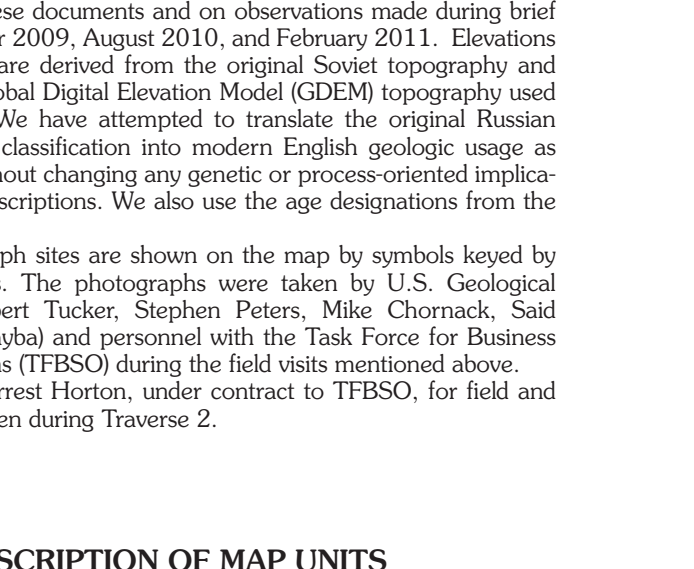 ese documents and on observations made during brief
r 2009, August 2010, and February 2011. Elevations
are derived from the original Soviet topography and
obal Digital Elevation Model (GDEM) topography used
We have attempted to translate the original Russian
classification into modern English geologic usage as
hout changing any genetic or process-oriented implica-
scriptions. We also use the age designations from the
ph sites are shown on the map by symbols keyed by
s. The photographs were taken by U.S. Geological
bert Tucker, Stephen Peters, Mike Chornack, Said
ayba) and personnel with the Task Force for Business
ns (TFBSO) during the field visits mentioned above.
rrest Horton, under contract to TFBSO, for field and
en during Traverse 2.
SCRIPTION OF MAP UNITS